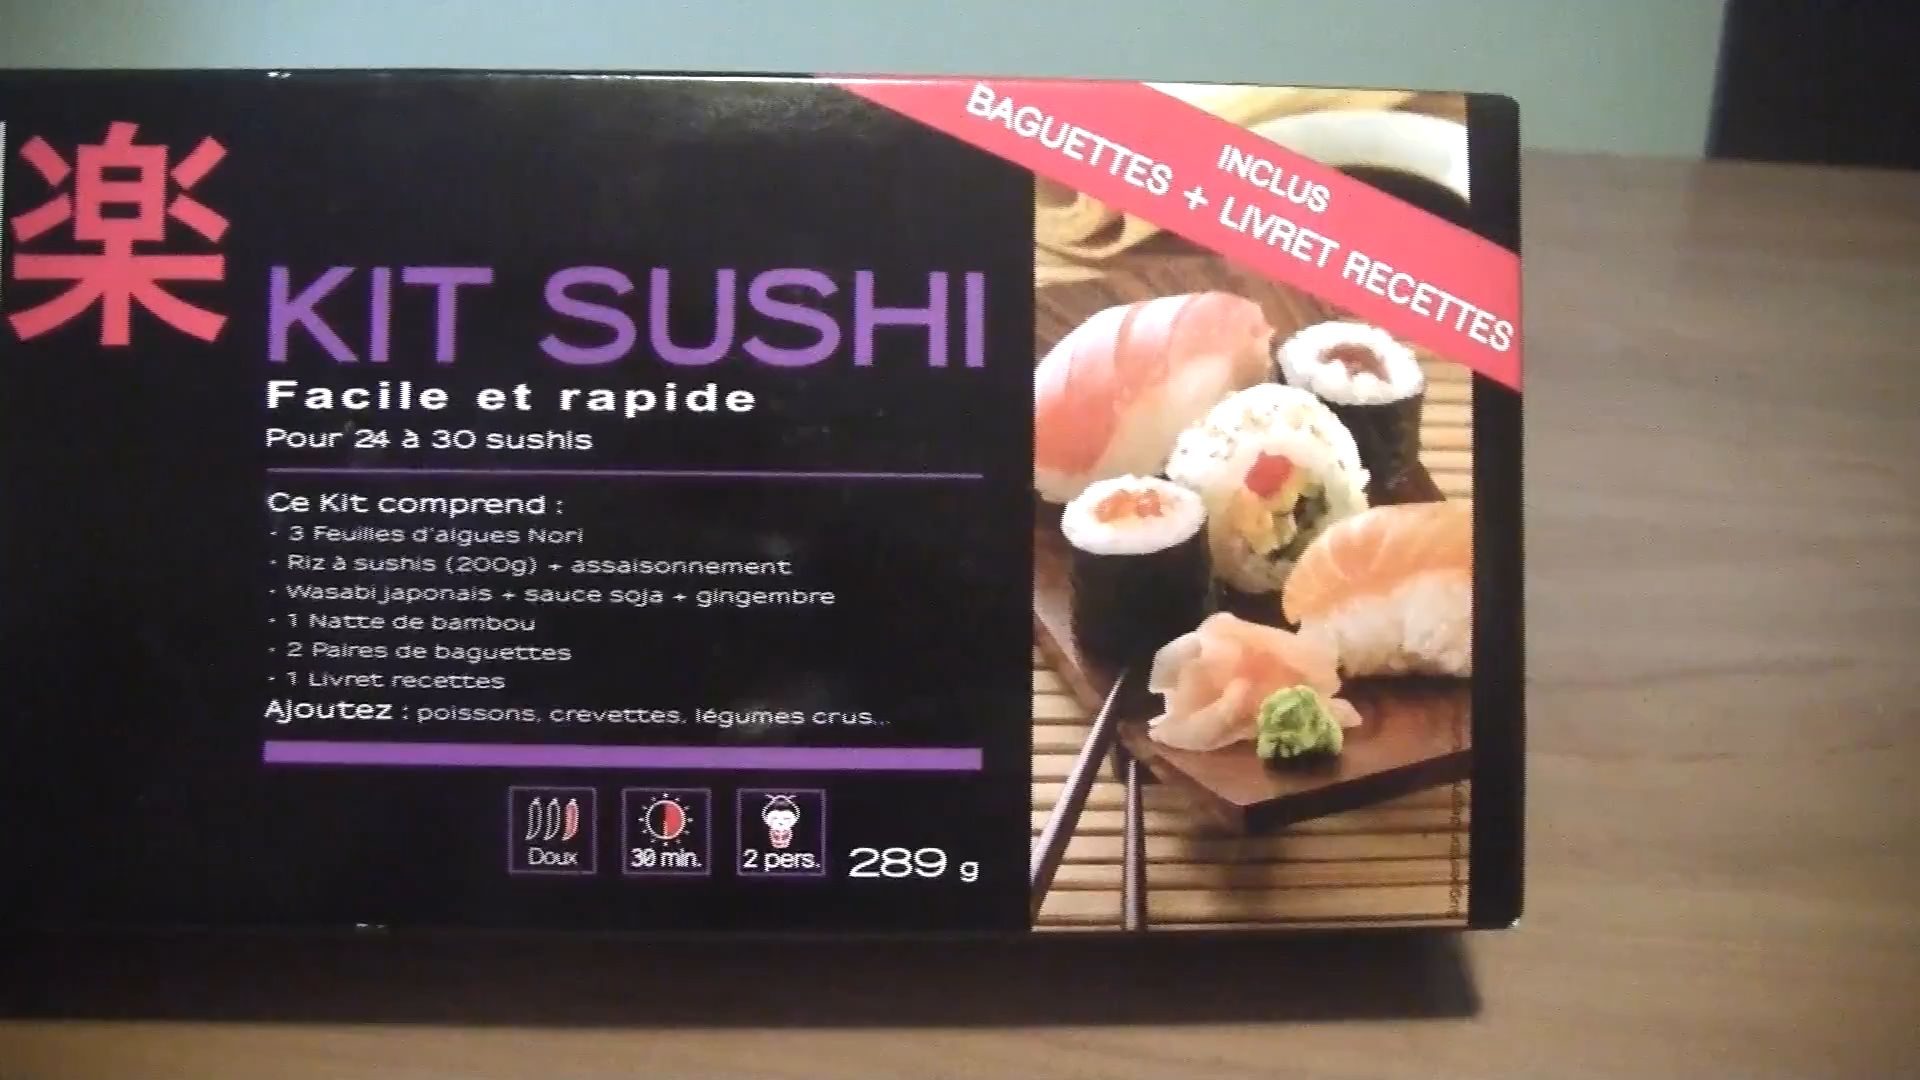 楽
INCLUS
BAGUETTES + LIVRET RECETTES
KIT SUSHI
Facile et rapide
Pour 24 à 30 sushis
Ce Kit comprend :
- 3 Feuilles d'algues Nori
- Riz à sushis (200g) + assaisonnement
- Wasabi japonais + sauce soja + gingembre
- 1 Natte de bambou
- 2 Paires de baguettes
- 1 Livret recettes
Ajoutez : poissons, crevettes, légumes crus...
Doux
30 min.
2 pers.
289 g